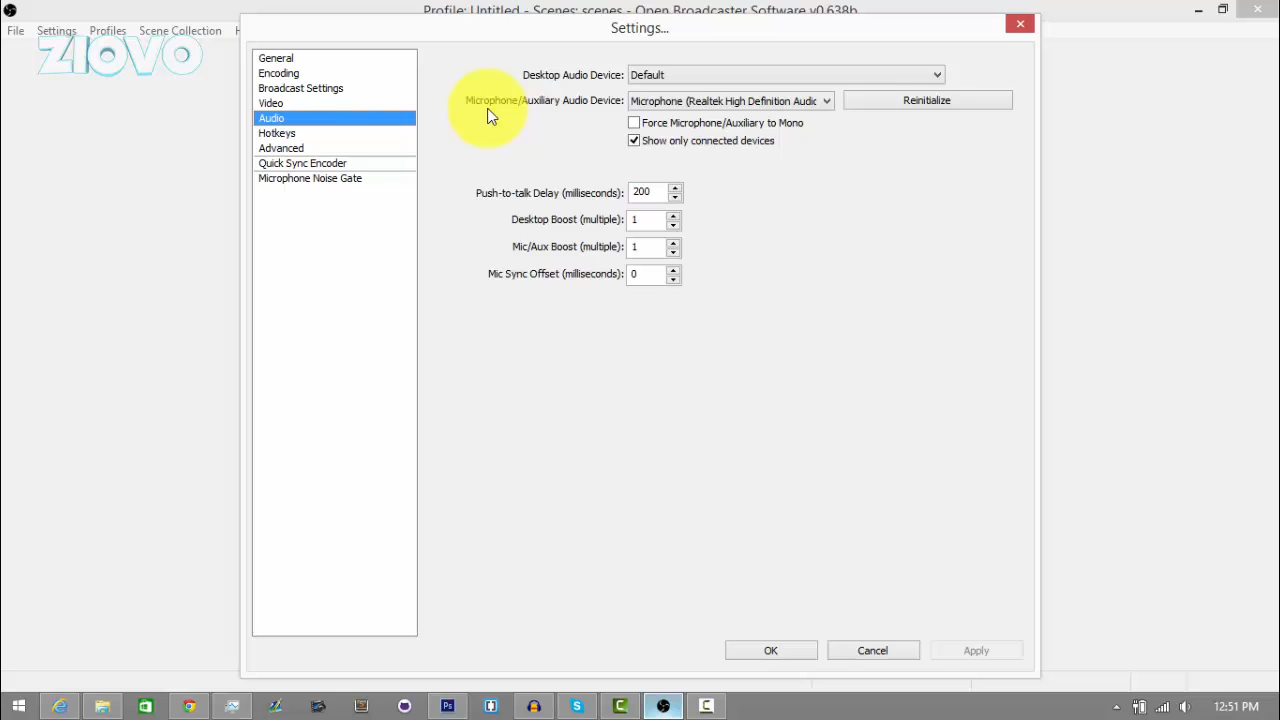 Profile: Untitled - Scenes: scenes - Open Broadcaster Software v0.638b
File Settings Profiles Scene Collection H
ZIOVO
Settings...
General
Encoding
Broadcast Settings
Video
Audio
Hotkeys
Advanced
Quick Sync Encoder
Microphone Noise Gate
Desktop Audio Device: Default
Microphone/Auxiliary Audio Device: Microphone (Realtek High Definition Audic Reinitialize
Force Microphone/Auxiliary to Mono
Show only connected devices
Push-to-talk Delay (milliseconds): 200
Desktop Boost (multiple): 1
Mic/Aux Boost (multiple): 1
Mic Sync Offset (milliseconds): 0
OK Cancel Apply
12:51 PM